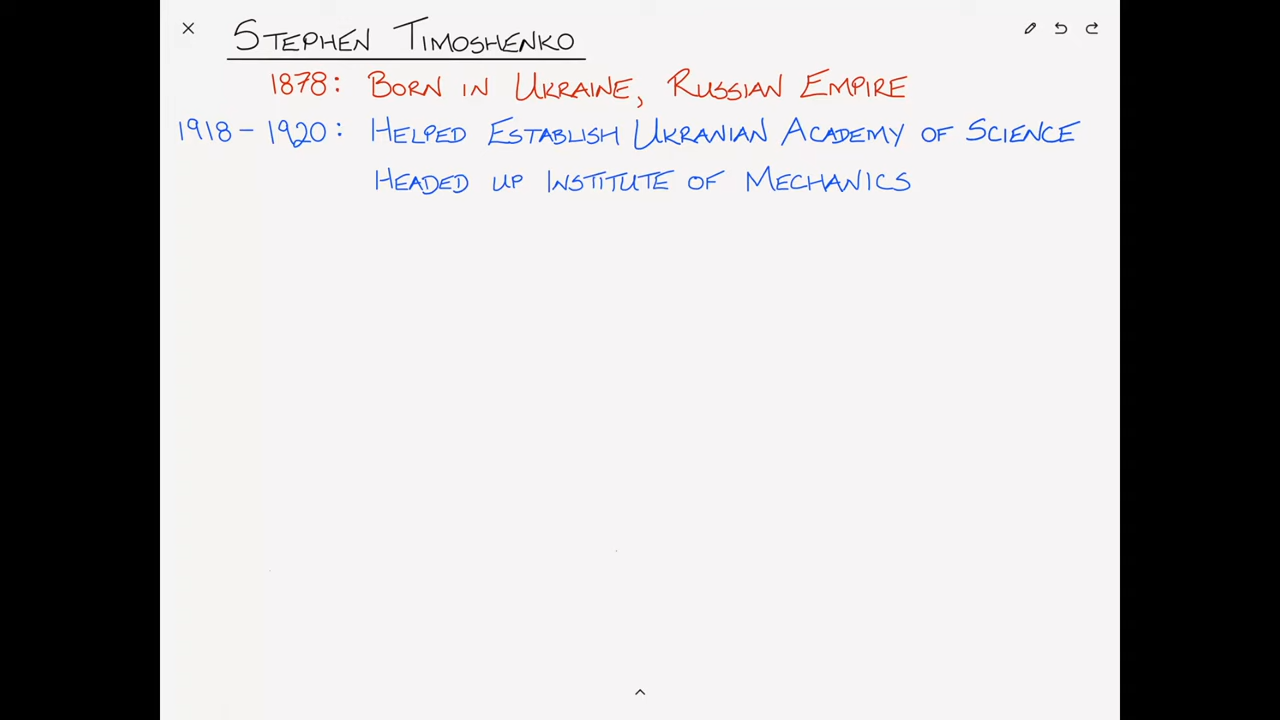 STEPHEN TIMOSHENKO
1878: BORN IN UKRAINE, RUSSIAN EMPIRE
1918-1920: HELPED ESTABLISH UKRANIAN ACADEMY OF SCIENCE
HEADED UP INSTITUTE OF MECHANICS